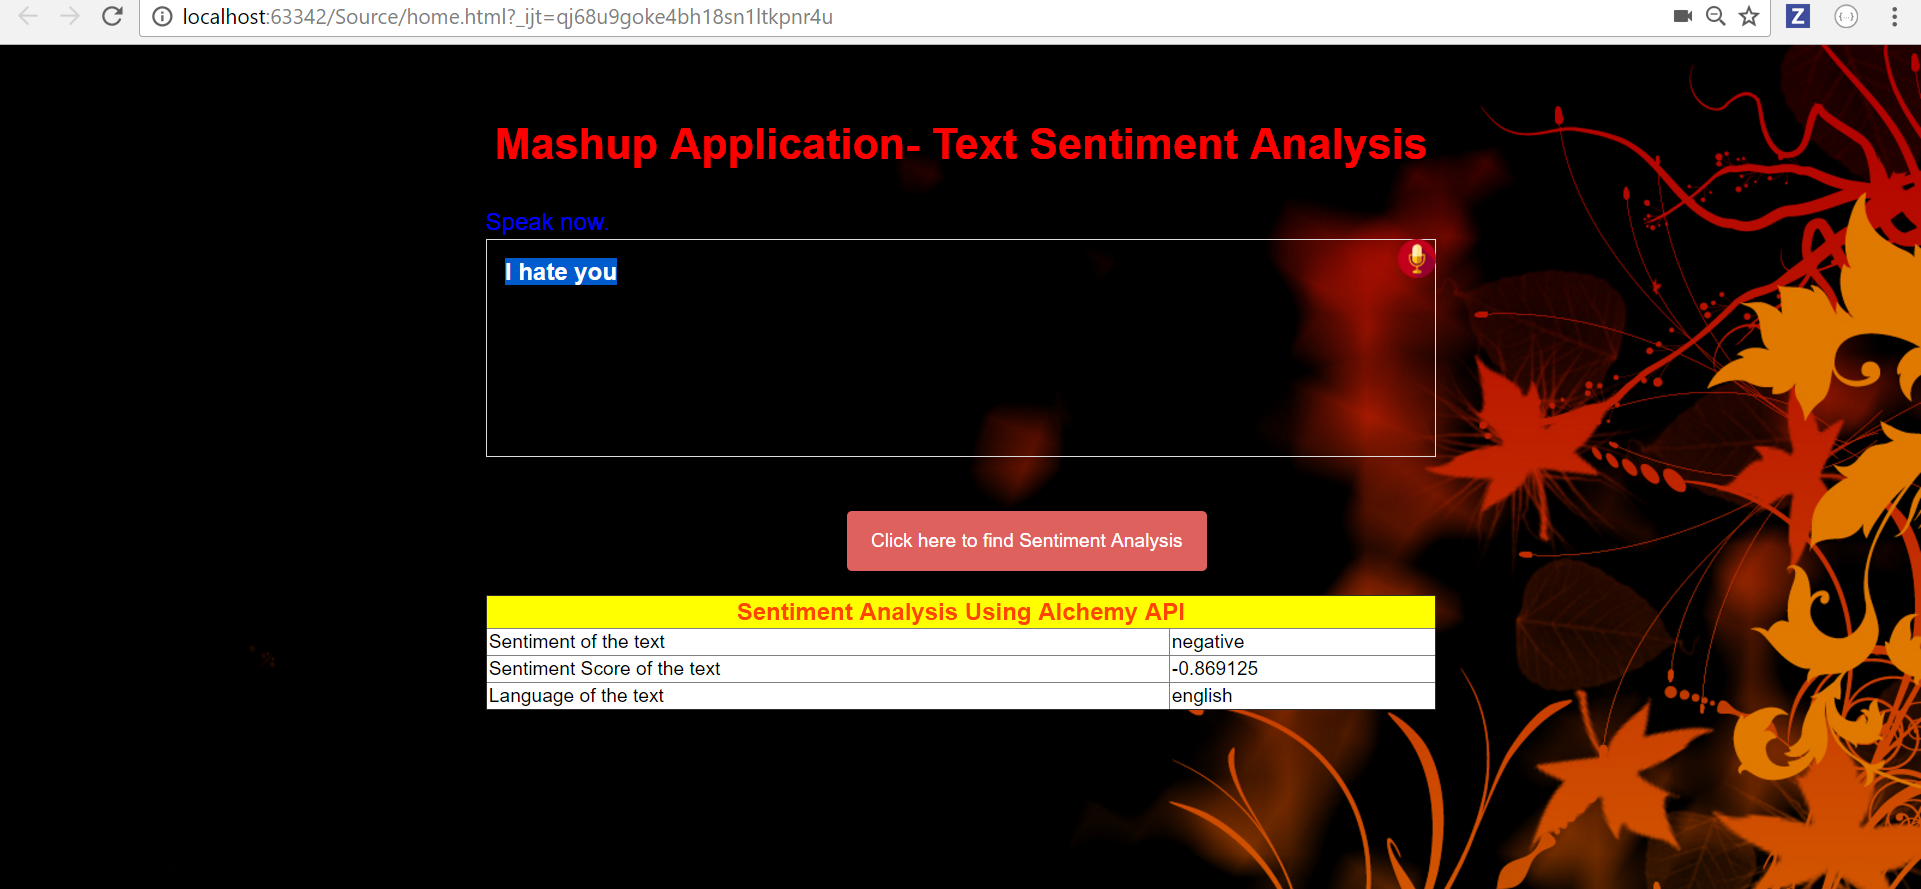 localhost:63342/Source/home.html?_ijt=qj68u9goke4bh18sn1ltkpnr4u
Z
{...}
Mashup Application- Text Sentiment Analysis
Speak now.
I hate you
Click here to find Sentiment Analysis
Sentiment Analysis Using Alchemy API
Sentiment of the text negative
Sentiment Score of the text -0.869125
Language of the text english